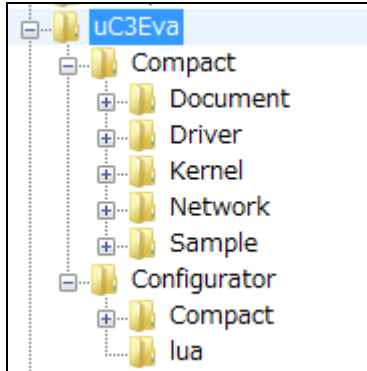 uC3Eva
Compact
Document
Driver
Kernel
Network
Sample
Configurator
Compact
lua